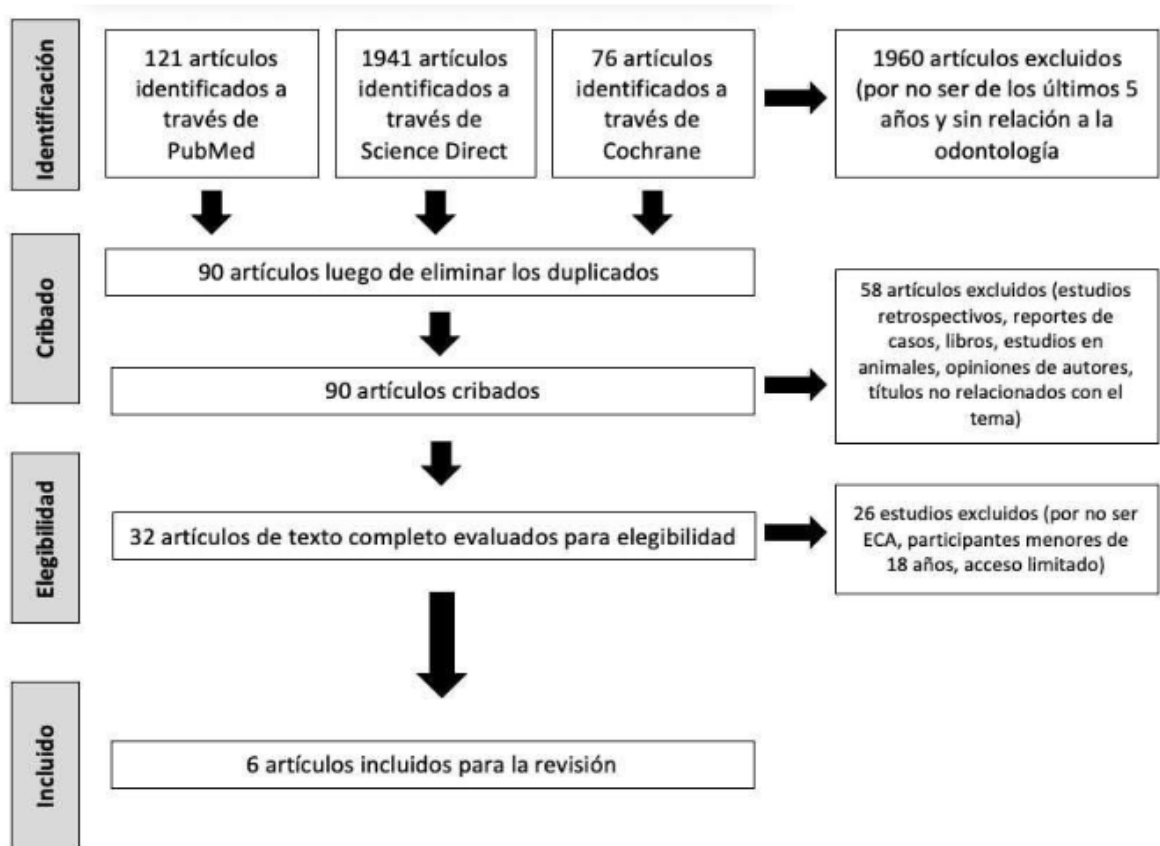 Identificación
121 artículos
identificados a
través de
PubMed
1941 artículos
identificados a
través de
Science Direct
76 artículos
identificados a
través de
Cochrane
1960 artículos excluidos
(por no ser de los últimos 5
años y sin relación a la
odontología
Cribado
90 artículos luego de eliminar los duplicados
90 artículos cribados
58 artículos excluidos (estudios
retrospectivos, reportes de
casos, libros, estudios en
animales, opiniones de autores,
títulos no relacionados con el
tema)
Elegibilidad
32 artículos de texto completo evaluados para elegibilidad
26 estudios excluidos (por no ser
ECA, participantes menores de
18 años, acceso limitado)
Incluido
6 artículos incluidos para la revisión